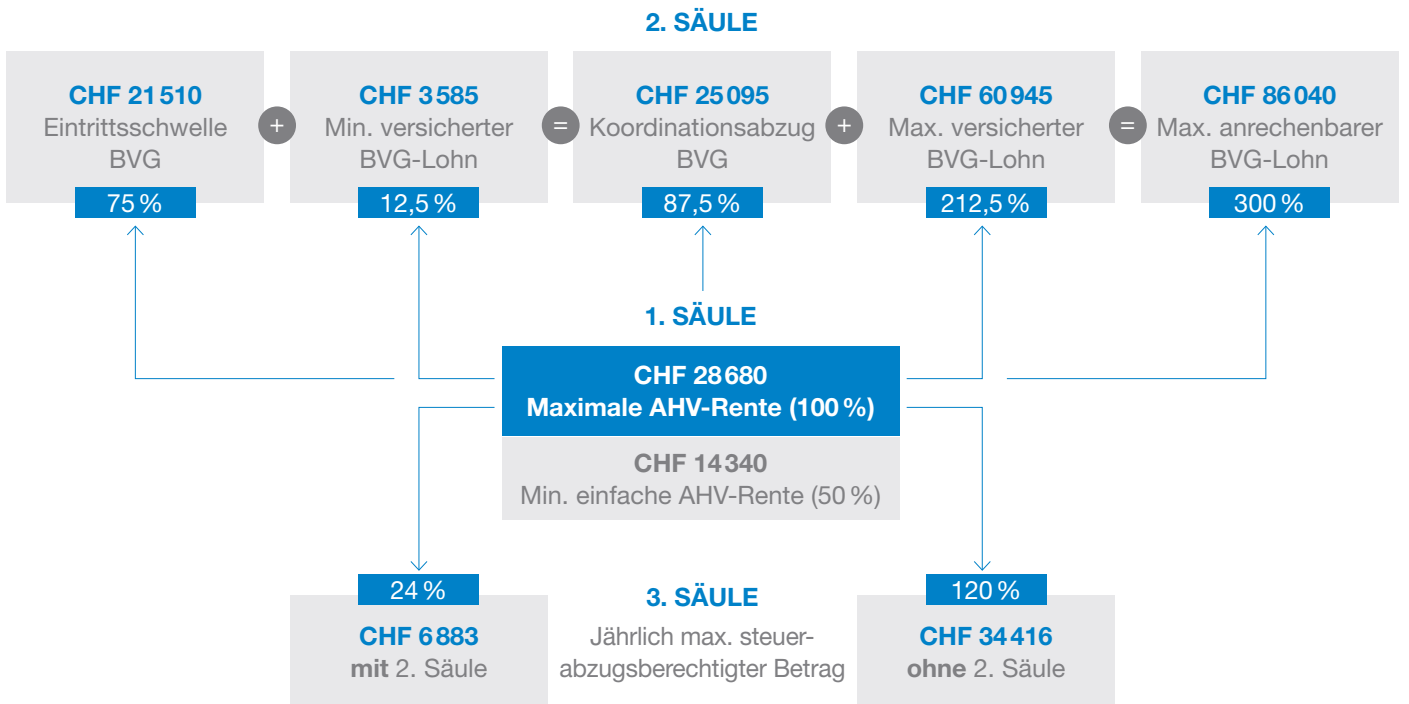 2. SÄULE
CHF 21 510
Eintrittsschwelle
BVG
75 %
+
CHF 3 585
Min. versicherter
BVG-Lohn
12,5 %
=
CHF 25 095
Koordinationsabzug
BVG
87,5 %
+
CHF 60 945
Max. versicherter
BVG-Lohn
212,5 %
=
CHF 86 040
Max. anrechenbarer
BVG-Lohn
300 %
1. SÄULE
CHF 28 680
Maximale AHV-Rente (100 %)
CHF 14 340
Min. einfache AHV-Rente (50 %)
24 %
CHF 6 883
mit 2. Säule
3. SÄULE
Jährlich max. steuer-
abzugsberechtigter Betrag
120 %
CHF 34 416
ohne 2. Säule